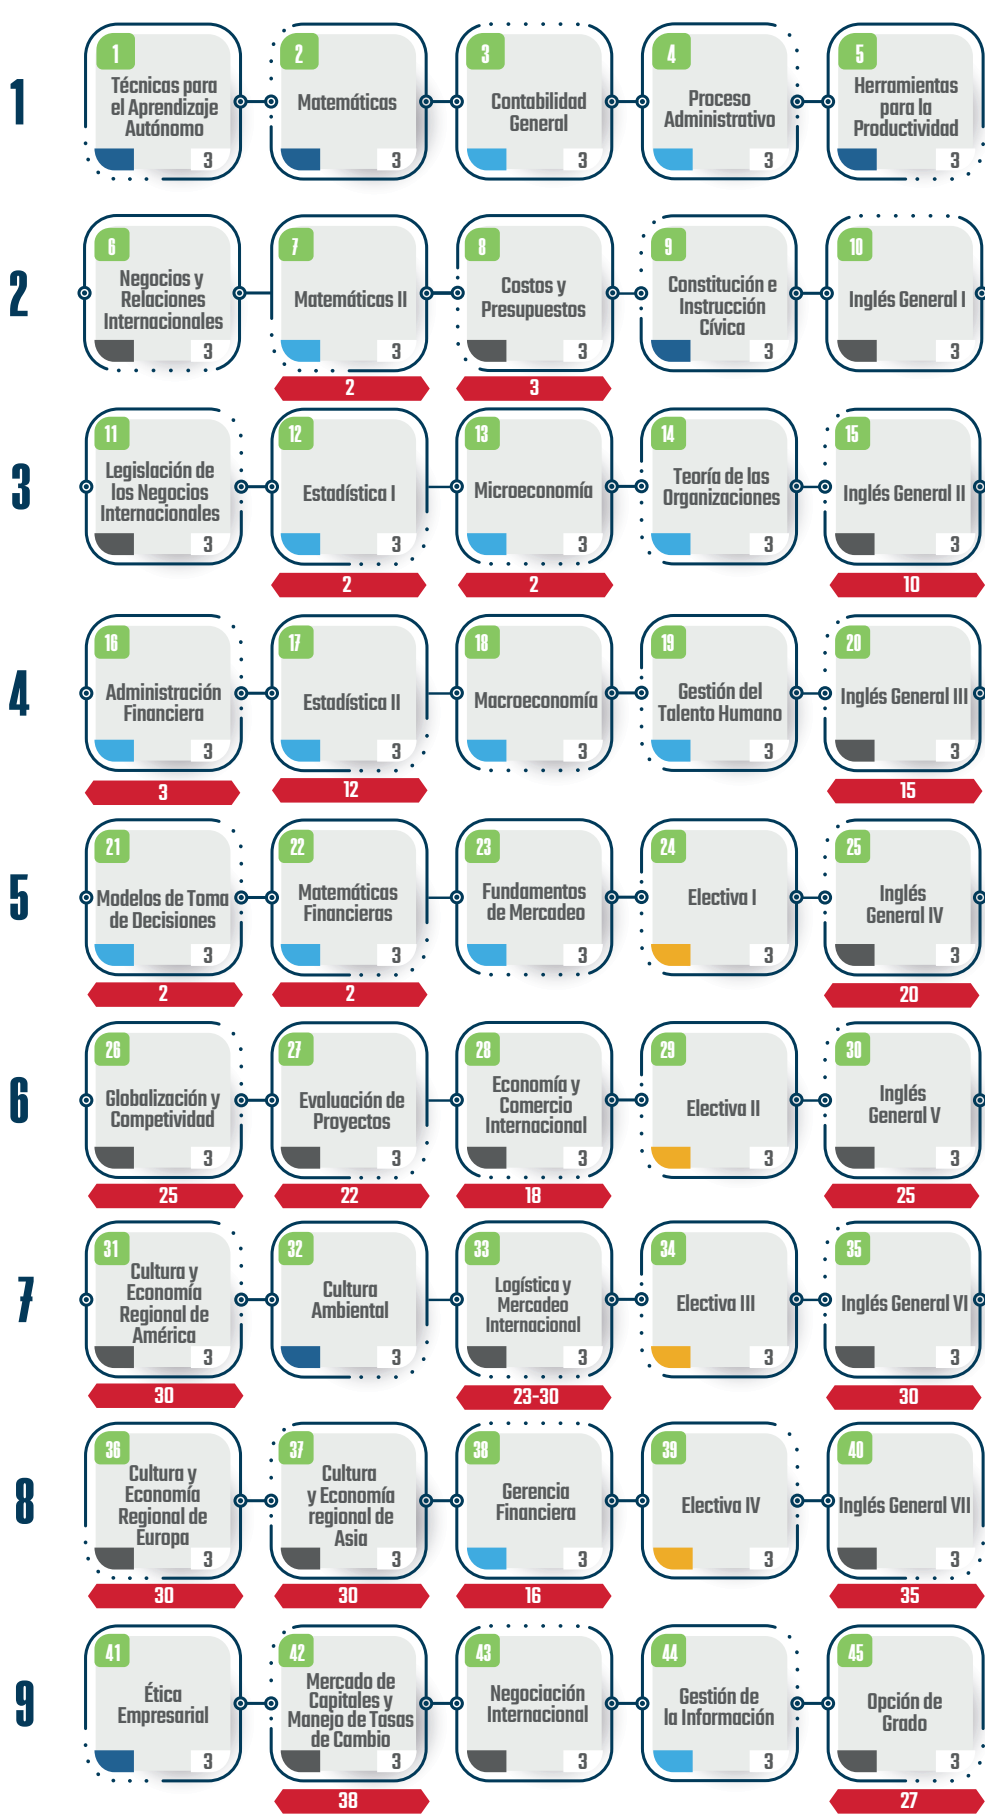 1
1
Técnicas para
el Aprendizaje
Autónomo
3
2
Matemáticas
3
3
Contabilidad
General
3
4
Proceso
Administrativo
3
5
Herramientas
para la
Productividad
3
2
6
Negocios y
Relaciones
Internacionales
3
7
Matemáticas II
3
2
8
Costos y
Presupuestos
3
3
9
Constitución e
Instrucción
Cívica
3
10
Inglés General I
3
3
11
Legislación de
los Negocios
Internacionales
3
12
Estadística I
3
2
13
Microeconomía
3
2
14
Teoría de las
Organizaciones
3
15
Inglés General II
3
10
4
16
Administración
Financiera
3
3
17
Estadística II
3
12
18
Macroeconomía
3
19
Gestión del
Talento Humano
3
20
Inglés General III
3
15
5
21
Modelos de Toma
de Decisiones
3
2
22
Matemáticas
Financieras
3
2
23
Fundamentos
de Mercadeo
3
24
Electiva I
3
25
Inglés
General IV
3
20
6
26
Globalización y
Competividad
3
25
27
Evaluación de
Proyectos
3
22
28
Economía y
Comercio
Internacional
3
18
29
Electiva II
3
30
Inglés
General V
3
25
7
31
Cultura y
Economía
Regional de
América
3
30
32
Cultura
Ambiental
3
33
Logística y
Mercadeo
Internacional
3
23-30
34
Electiva III
3
35
Inglés General VI
3
30
8
36
Cultura y
Economía
Regional de
Europa
3
30
37
Cultura
y Economía
regional de
Asia
3
30
38
Gerencia
Financiera
3
16
39
Electiva IV
3
40
Inglés General VII
3
35
9
41
Ética
Empresarial
3
42
Mercado de
Capitales y
Manejo de Tasas
de Cambio
3
38
43
Negociación
Internacional
3
44
Gestión de
la Información
3
45
Opción de
Grado
3
27